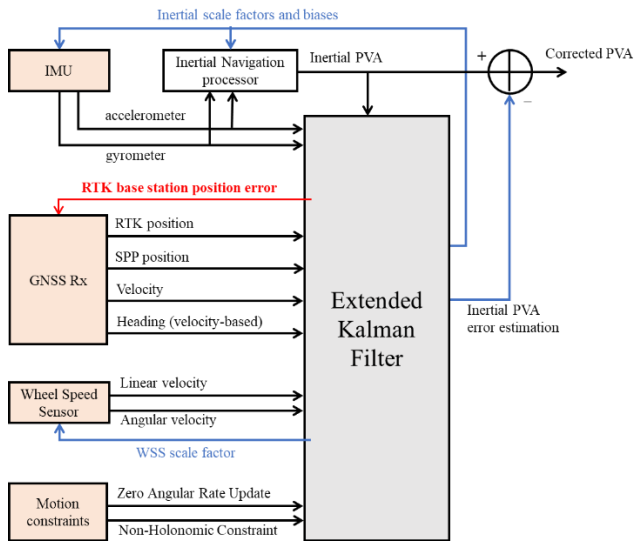 Inertial scale factors and biases
IMU
Inertial Navigation
processor
Inertial PVA
+
Corrected PVA
−
accelerometer
gyrometer
RTK base station position error
GNSS Rx
RTK position
SPP position
Velocity
Heading (velocity-based)
Extended
Kalman
Filter
Inertial PVA
error estimation
Wheel Speed
Sensor
Linear velocity
Angular velocity
WSS scale factor
Motion
constraints
Zero Angular Rate Update
Non-Holonomic Constraint